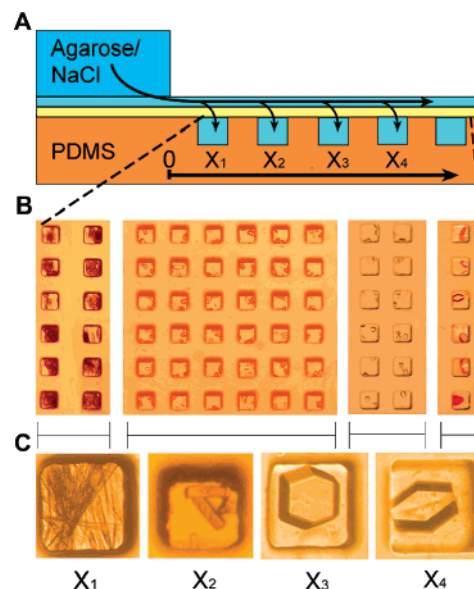 A
Agarose/
NaCl
PDMS
0
X1 X2 X3 X4
B
C
X1 X2 X3 X4